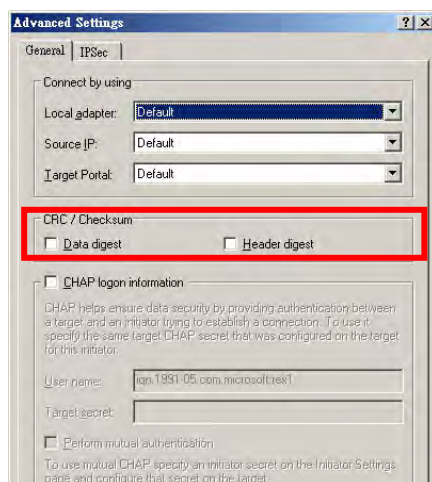 Advanced Settings
General IPSec
Connect by using
Local adapter: Default
Source IP: Default
Target Portal: Default
CRC / Checksum
Data digest Header digest
CHAP logon information
CHAP helps ensure data security by providing authentication between
a target and an initiator trying to establish a connection. To use it
specify the same target CHAP secret that was configured on the target
for this initiator.
User name: iqn.1991-05.com.microsoft:rex1
Target secret:
Perform mutual authentication
To use mutual CHAP specify an initiator secret on the Initiator Settings
page and configure that secret on the target.